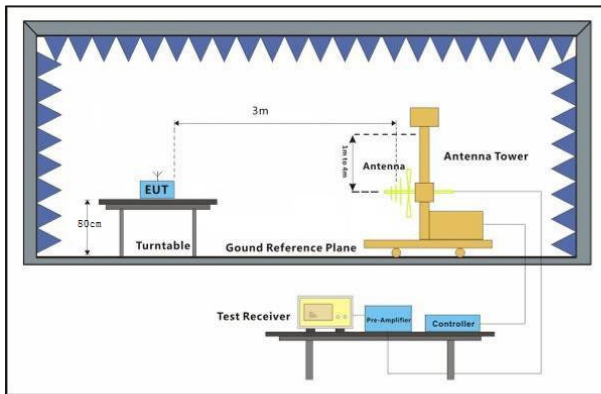 3m
1m to 4m
Antenna
Antenna Tower
EUT
80cm
Turntable
Gound Reference Plane
Test Receiver
Pre-Amplifier
Controller